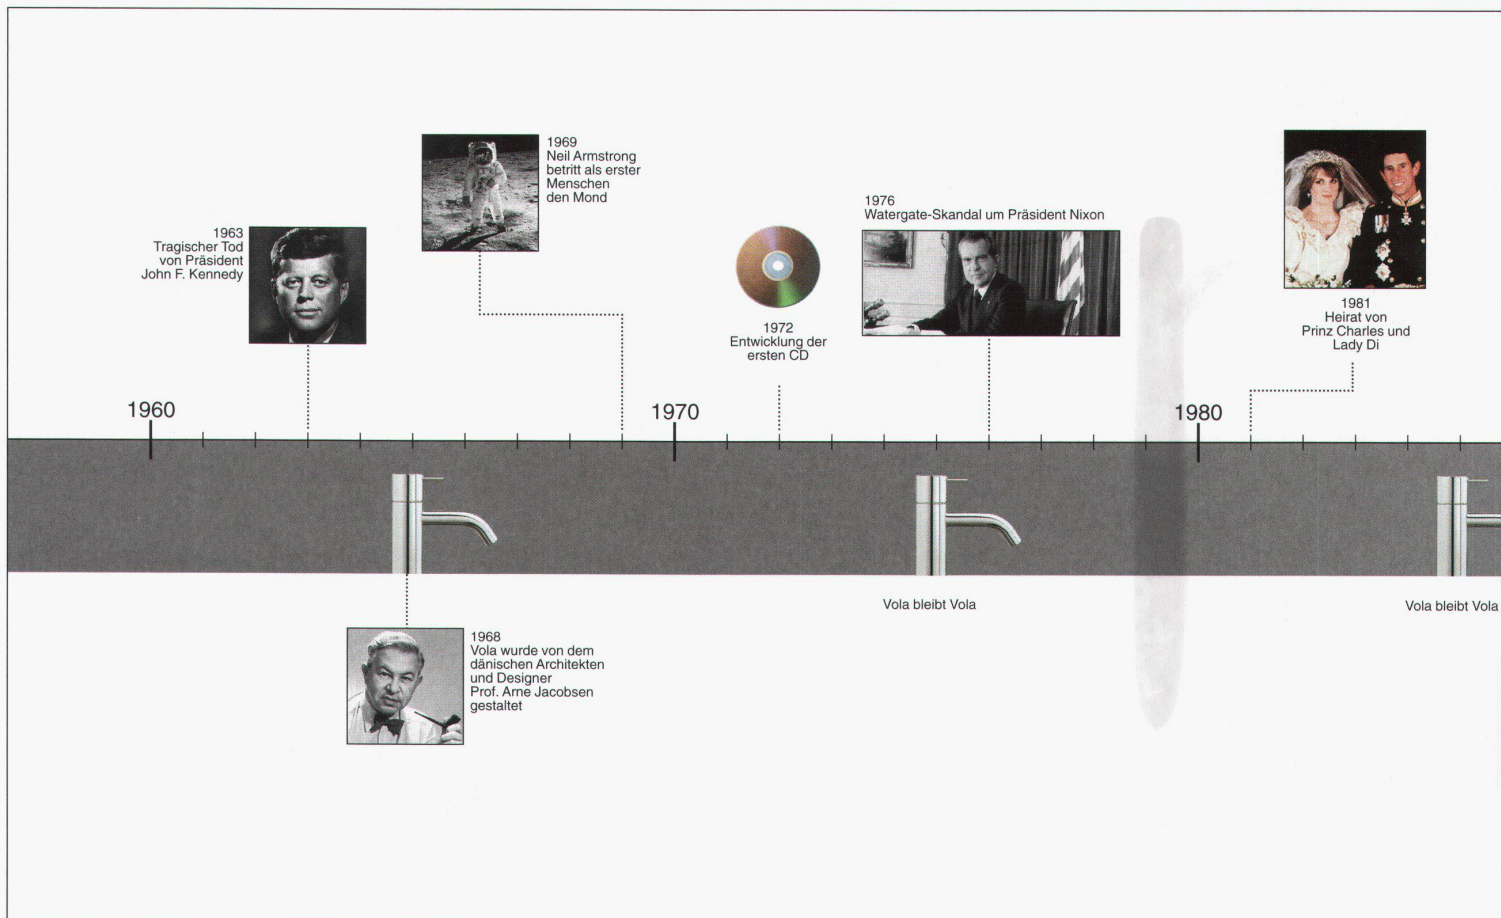 1963
Tragischer Tod
von Präsident
John F. Kennedy
1969
Neil Armstrong
betritt als erster
Menschen
den Mond
1972
Entwicklung der
ersten CD
1976
Watergate-Skandal um Präsident Nixon
1981
Heirat von
Prinz Charles und
Lady Di
1960
1970
1980
1968
Vola wurde von dem
dänischen Architekten
und Designer
Prof. Arne Jacobsen
gestaltet
Vola bleibt Vola
Vola bleibt Vola